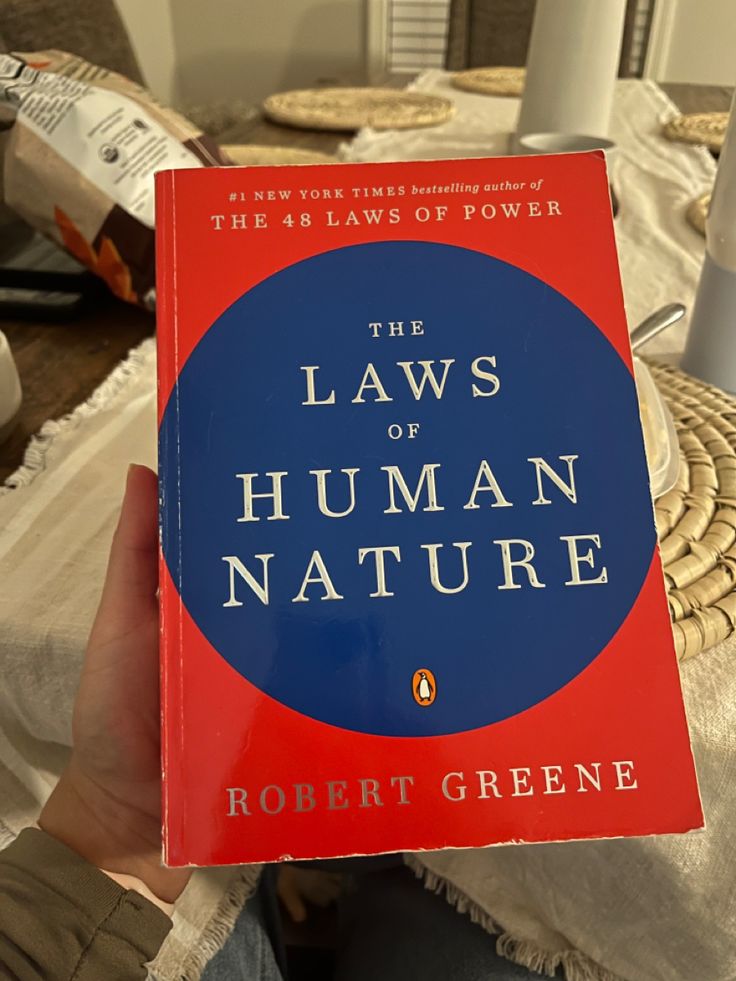 #1 NEW YORK TIMES bestselling author of
THE 48 LAWS OF POWER
THE
LAWS
OF
HUMAN
NATURE
ROBERT GREENE